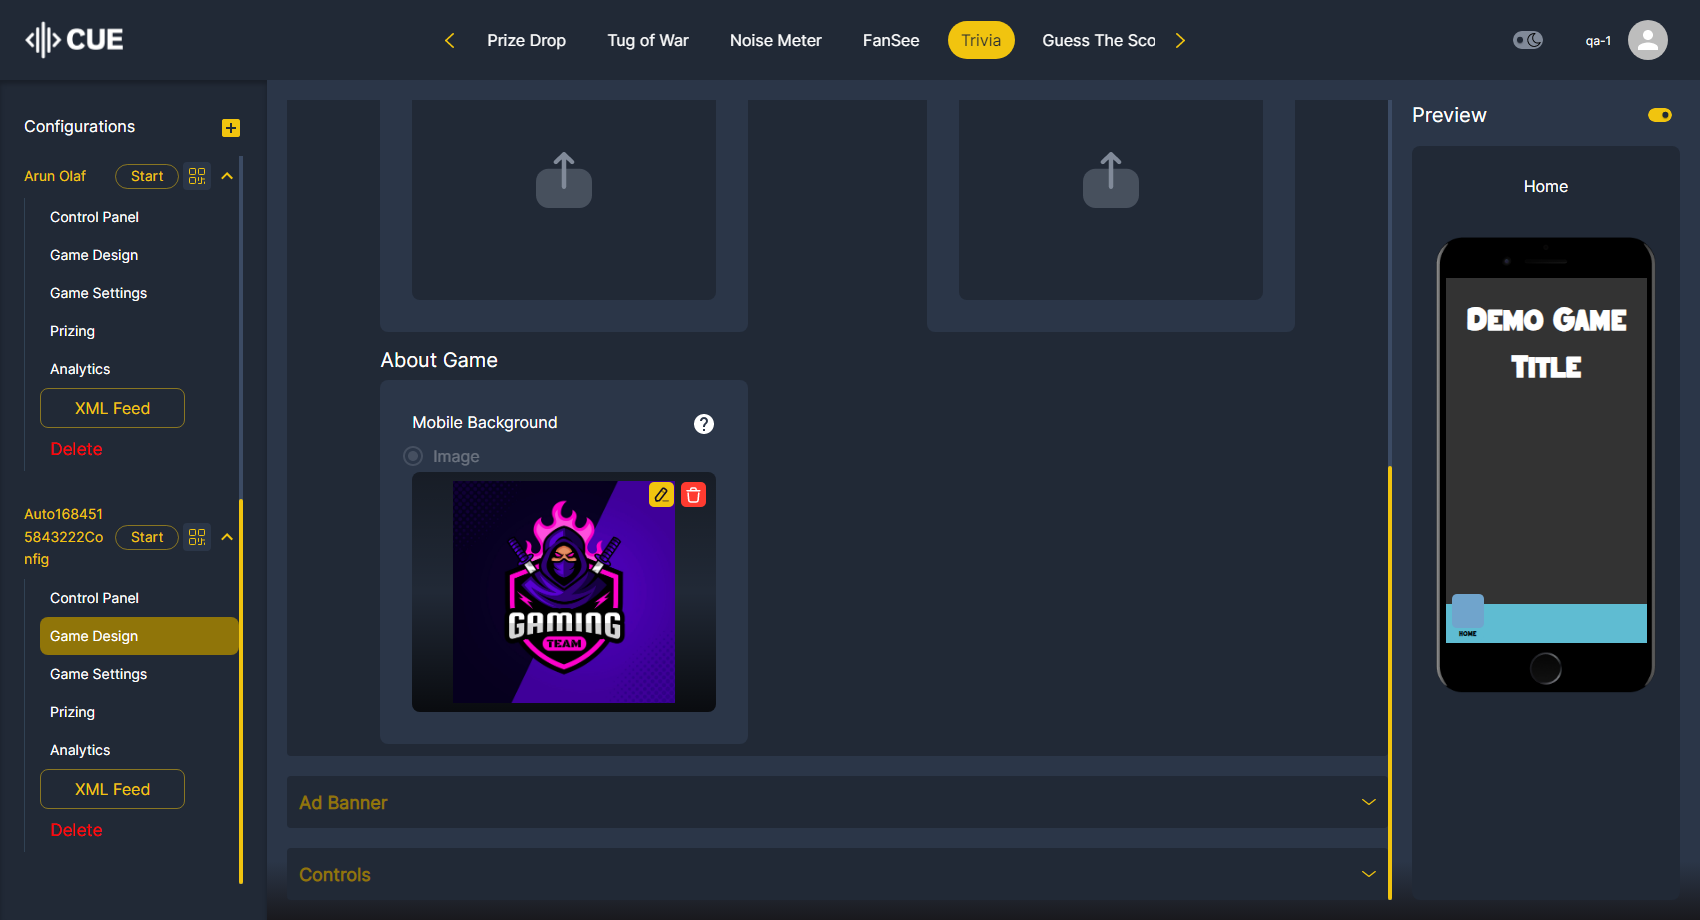 CUE
Prize Drop
Tug of War
Noise Meter
FanSee
Trivia
Guess The Sco
qa-1
Configurations
Arun Olaf
Start
Control Panel
Game Design
Game Settings
Prizing
Analytics
XML Feed
Delete
Auto168451
5843222Co
nfig
Start
Control Panel
Game Design
Game Settings
Prizing
Analytics
XML Feed
Delete
About Game
Mobile Background
?
Image
GAMING
TEAM
Ad Banner
Controls
Preview
Home
Demo Game
Title
HOME